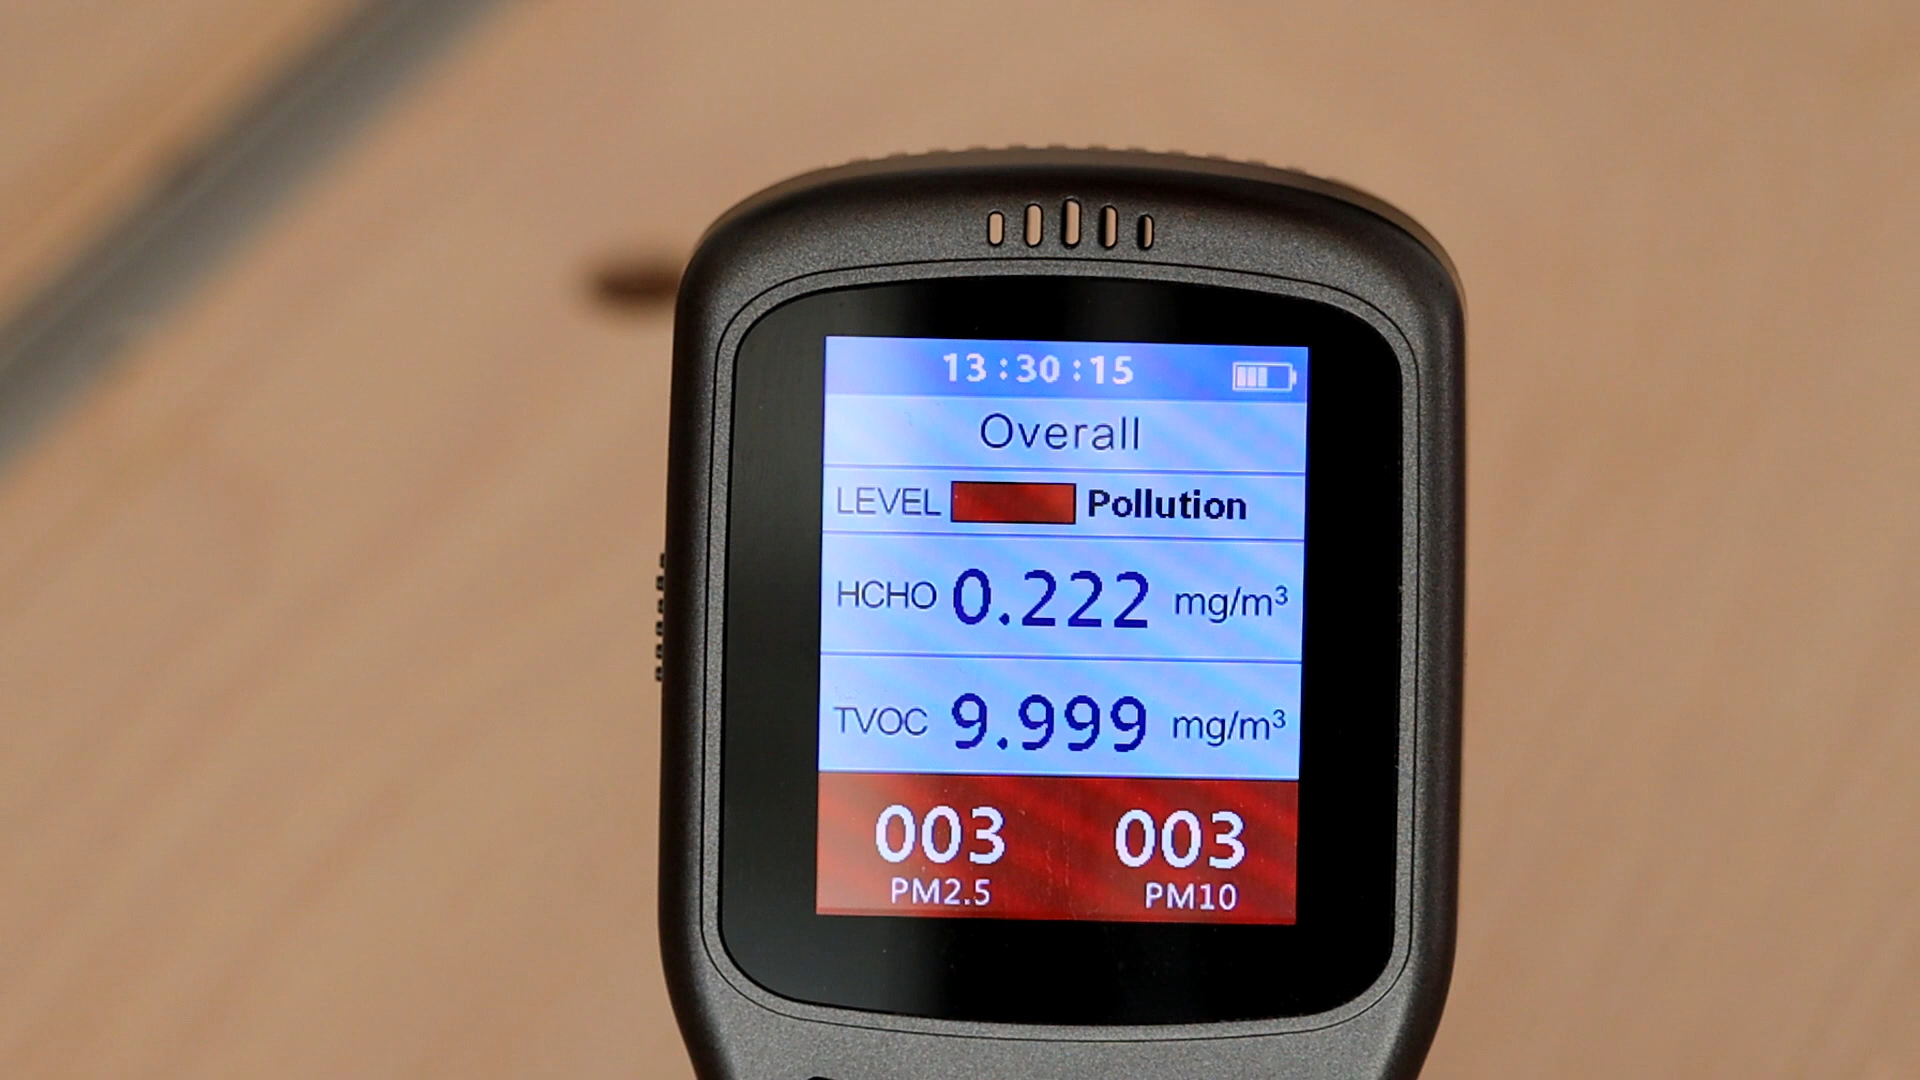 13:30:15
Overall
LEVEL Pollution
HCHO 0.222 mg/m³
TVOC 9.999 mg/m³
003 003
PM2.5 PM10